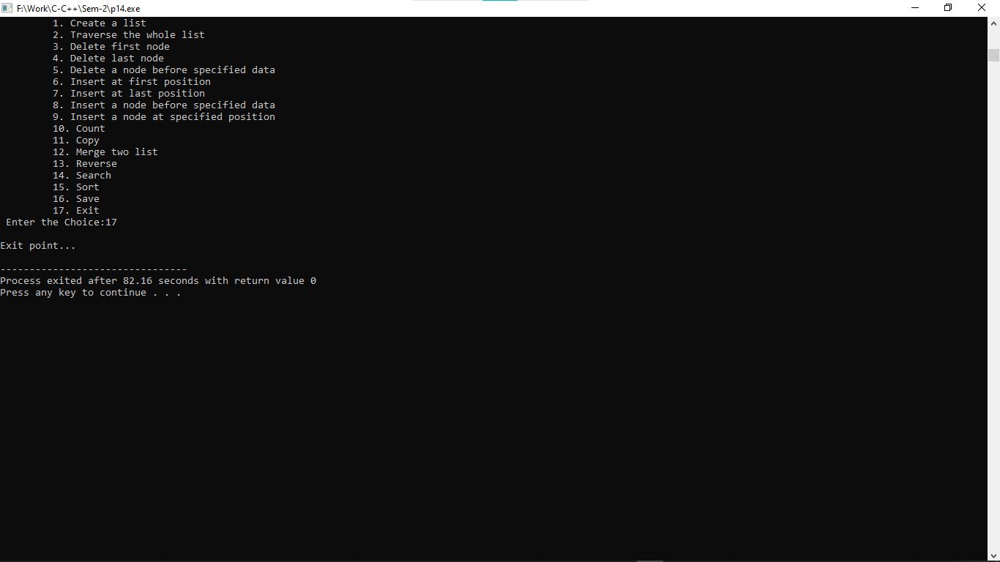 F:\Work\C-C++\Sem-2\p14.exe
1. Create a list
2. Traverse the whole list
3. Delete first node
4. Delete last node
5. Delete a node before specified data
6. Insert at first position
7. Insert at last position
8. Insert a node before specified data
9. Insert a node at specified position
10. Count
11. Copy
12. Merge two list
13. Reverse
14. Search
15. Sort
16. Save
17. Exit
Enter the Choice:17
Exit point...
--------------------------------
Process exited after 82.16 seconds with return value 0
Press any key to continue . . .